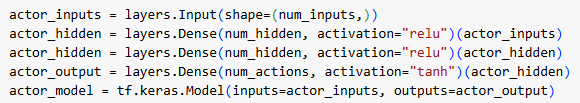 actor_inputs = layers.Input(shape=(num_inputs,))
actor_hidden = layers.Dense(num_hidden, activation="relu")(actor_inputs)
actor_hidden = layers.Dense(num_hidden, activation="relu")(actor_hidden)
actor_output = layers.Dense(num_actions, activation="tanh")(actor_hidden)
actor_model = tf.keras.Model(inputs=actor_inputs, outputs=actor_output)